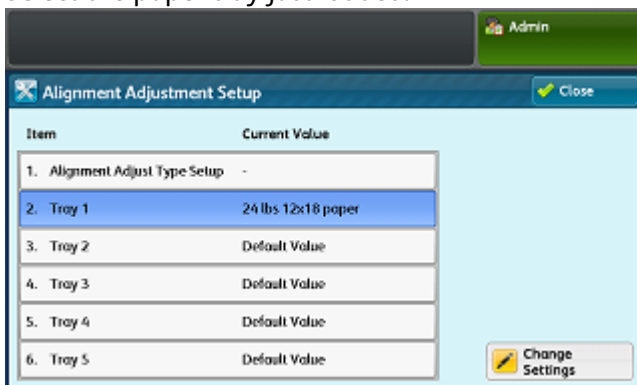 Admin
Alignment Adjustment Setup
Close
Item Current Value
1. Alignment Adjust Type Setup -
2. Tray 1 24 lbs 12x18 paper
3. Tray 2 Default Value
4. Tray 3 Default Value
5. Tray 4 Default Value
6. Tray 5 Default Value
Change
Settings